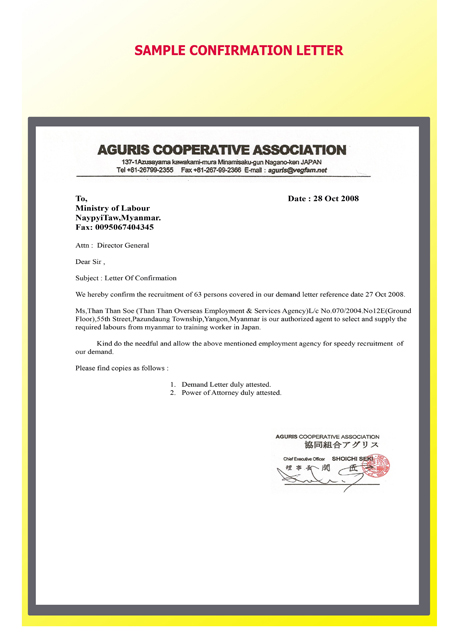 SAMPLE CONFIRMATION LETTER
AGURIS COOPERATIVE ASSOCIATION
137-1Azusayama kawakami-mura Minamisaku-gun Nagano-ken JAPAN
Tel +81-26799-2355 Fax +81-267-99-2366 E-mail : aguris@vegfam.net
To, Date : 28 Oct 2008
Ministry of Labour
NaypyiTaw,Myanmar.
Fax: 0095067404345
Attn : Director General
Dear Sir ,
Subject : Letter Of Confirmation
We hereby confirm the recruitment of 63 persons covered in our demand letter reference date 27 Oct 2008.
Ms,Than Than Soe (Than Than Overseas Employment & Services Agency)L/c No.070/2004.No12E(Ground
Floor),55th Street,Pazundaung Township,Yangon,Myanmar is our authorized agent to select and supply the
required labours from myanmar to training worker in Japan.
Kind do the needful and allow the above mentioned employment agency for speedy recruitment of
our demand.
Please find copies as follows :
1. Demand Letter duly attested.
2. Power of Attorney duly attested.
AGURIS COOPERATIVE ASSOCIATION
協同組合アグリス
Chief Executive Officer SHOICHI SEKI
理事長 関